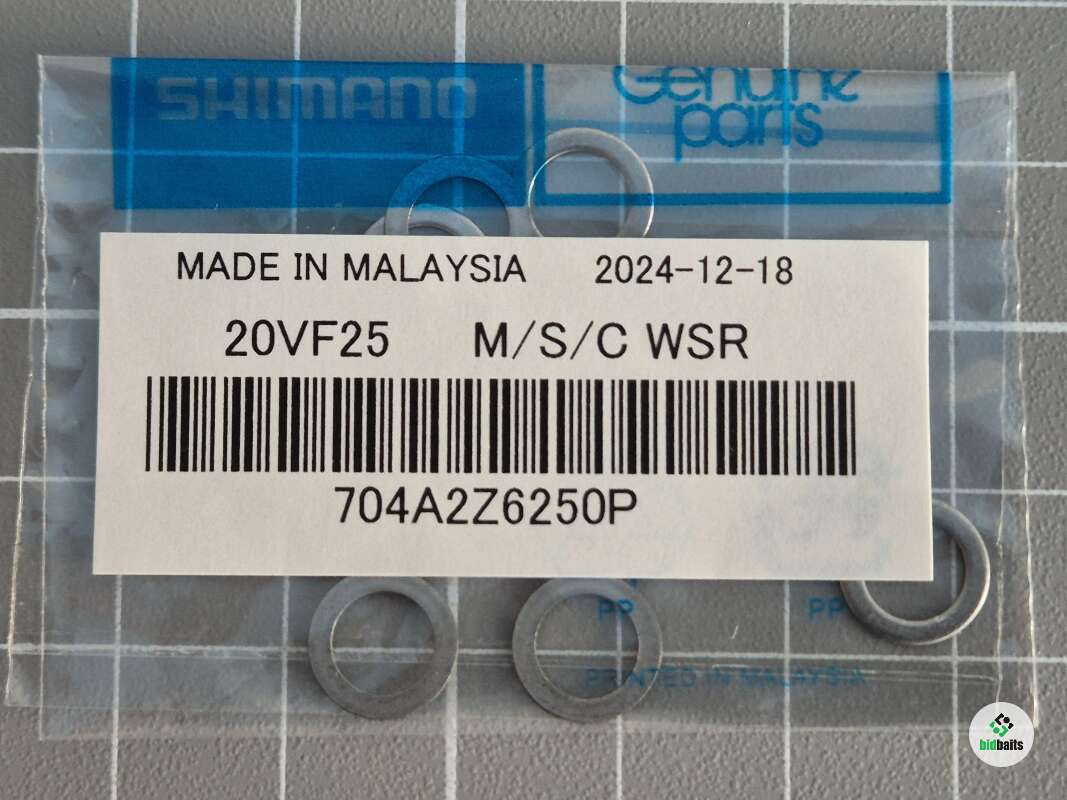 SHIMANO
Genuine
parts
MADE IN MALAYSIA 2024-12-18
20VF25 M/S/C WSR
704A2Z6250P
PP PP
PRINTED IN MALAYSIA
bidbaits